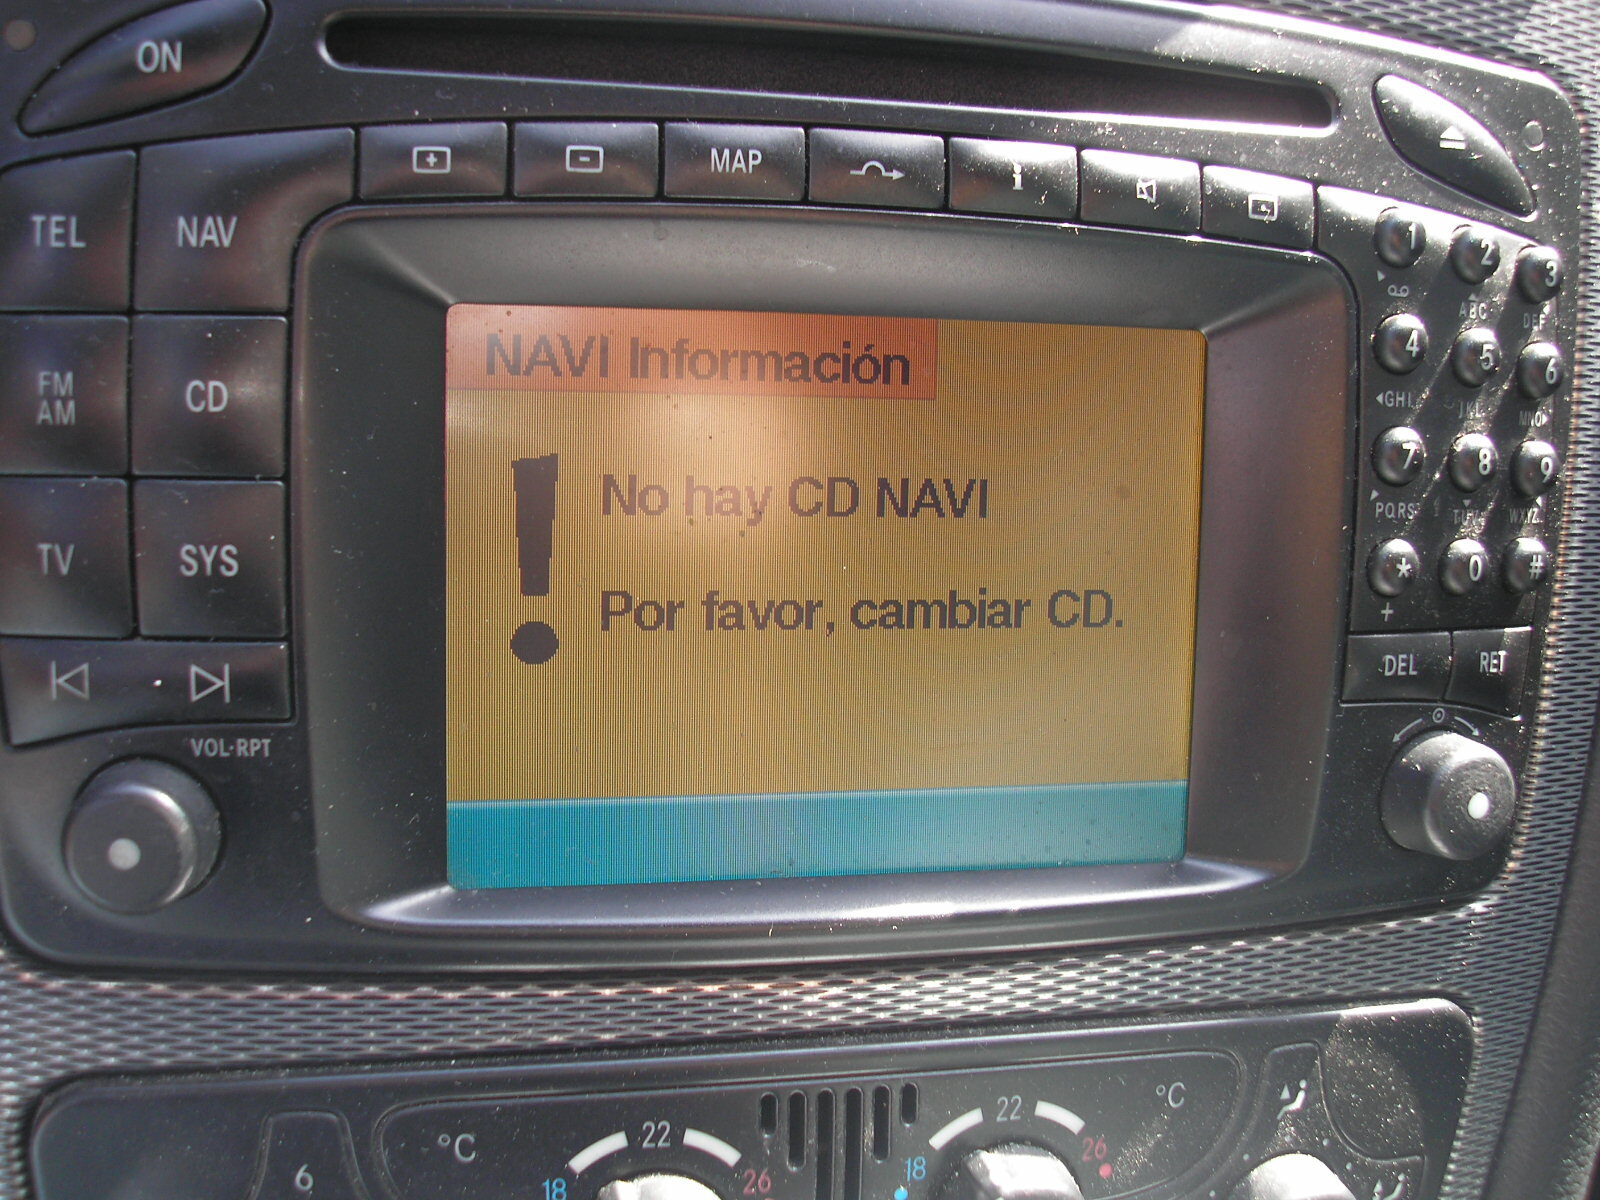 ON
MAP
i
TEL
NAV
FM
AM
CD
TV
SYS
VOL·RPT
NAVI Información
No hay CD NAVI
Por favor, cambiar CD.
1
2
3
ABC
DEF
4
5
6
GHI
JKL
MNO
7
8
9
PQRS
TUV
WXYZ
*
0
#
+
DEL
RET
6
°C
18
22
26
18
22
26
°C